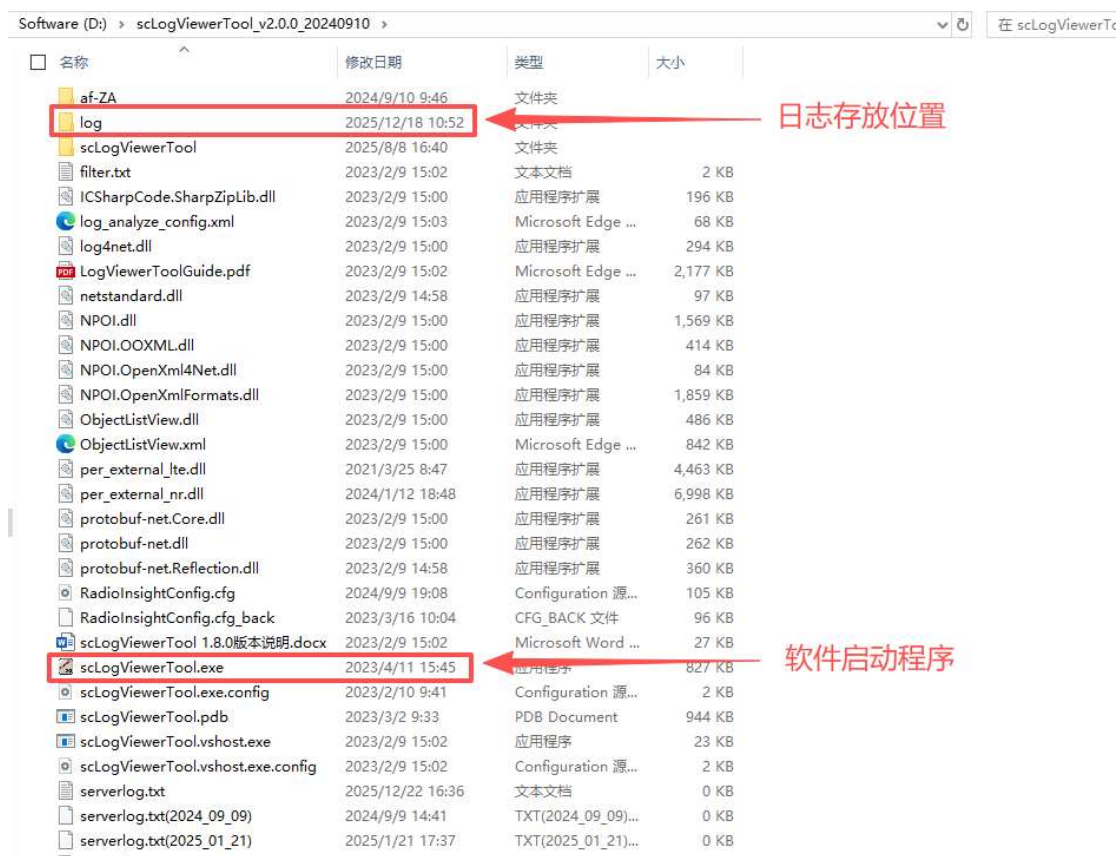 Software (D:) › scLogViewerTool_v2.0.0_20240910 ›
在 scLogViewerTo
名称 修改日期 类型 大小
af-ZA 2024/9/10 9:46 文件夹
log 2025/12/18 10:52 文件夹
日志存放位置
scLogViewerTool 2025/8/8 16:40 文件夹
filter.txt 2023/2/9 15:02 文本文档 2 KB
ICSharpCode.SharpZipLib.dll 2023/2/9 15:00 应用程序扩展 196 KB
log_analyze_config.xml 2023/2/9 15:03 Microsoft Edge ... 68 KB
log4net.dll 2023/2/9 15:00 应用程序扩展 294 KB
PDF LogViewerToolGuide.pdf 2023/2/9 15:02 Microsoft Edge ... 2,177 KB
netstandard.dll 2023/2/9 14:58 应用程序扩展 97 KB
NPOI.dll 2023/2/9 15:00 应用程序扩展 1,569 KB
NPOI.OOXML.dll 2023/2/9 15:00 应用程序扩展 414 KB
NPOI.OpenXml4Net.dll 2023/2/9 15:00 应用程序扩展 84 KB
NPOI.OpenXmlFormats.dll 2023/2/9 15:00 应用程序扩展 1,859 KB
ObjectListView.dll 2023/2/9 15:00 应用程序扩展 486 KB
ObjectListView.xml 2023/2/9 15:00 Microsoft Edge ... 842 KB
per_external_lte.dll 2021/3/25 8:47 应用程序扩展 4,463 KB
per_external_nr.dll 2024/1/12 18:48 应用程序扩展 6,998 KB
protobuf-net.Core.dll 2023/2/9 15:00 应用程序扩展 261 KB
protobuf-net.dll 2023/2/9 15:00 应用程序扩展 262 KB
protobuf-net.Reflection.dll 2023/2/9 14:58 应用程序扩展 360 KB
RadioInsightConfig.cfg 2024/9/9 19:08 Configuration 源... 105 KB
RadioInsightConfig.cfg_back 2023/3/16 10:04 CFG_BACK 文件 96 KB
scLogViewerTool 1.8.0版本说明.docx 2023/2/9 15:02 Microsoft Word ... 27 KB
scLogViewerTool.exe 2023/4/11 15:45 应用程序 827 KB
软件启动程序
scLogViewerTool.exe.config 2023/2/10 9:41 Configuration 源... 2 KB
scLogViewerTool.pdb 2023/3/2 9:33 PDB Document 944 KB
scLogViewerTool.vshost.exe 2023/2/9 15:02 应用程序 23 KB
scLogViewerTool.vshost.exe.config 2023/2/9 15:02 Configuration 源... 2 KB
serverlog.txt 2025/12/22 16:36 文本文档 0 KB
serverlog.txt(2024_09_09) 2024/9/9 14:41 TXT(2024_09_09)... 0 KB
serverlog.txt(2025_01_21) 2025/1/21 17:37 TXT(2025_01_21)... 0 KB